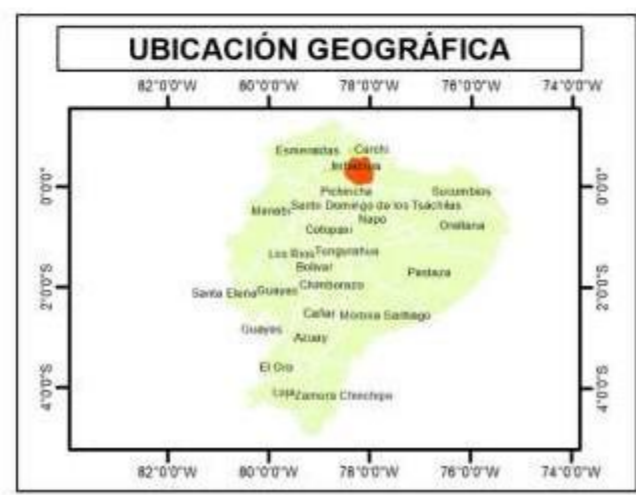 UBICACIÓN GEOGRÁFICA
82°0'0"W 80°0'0"W 78°0'0"W 76°0'0"W 74°0'0"W
Esmeraldas Carchi
Imbabura
0°0'0" 0°0'0"
Pichincha Sucumbios
Manabi Santo Domingo de los Tsáchilas
Napo
Cotopaxi Orellana
Los Rios Tungurahua
Bolivar Pastaza
Santa Elena Guayas Chimborazo
2°0'0"S 2°0'0"S
Cañar Morona Santiago
Guayas
Azuay
El Oro
4°0'0"S 4°0'0"S
Loja Zamora Chinchipe
82°0'0"W 80°0'0"W 78°0'0"W 76°0'0"W 74°0'0"W